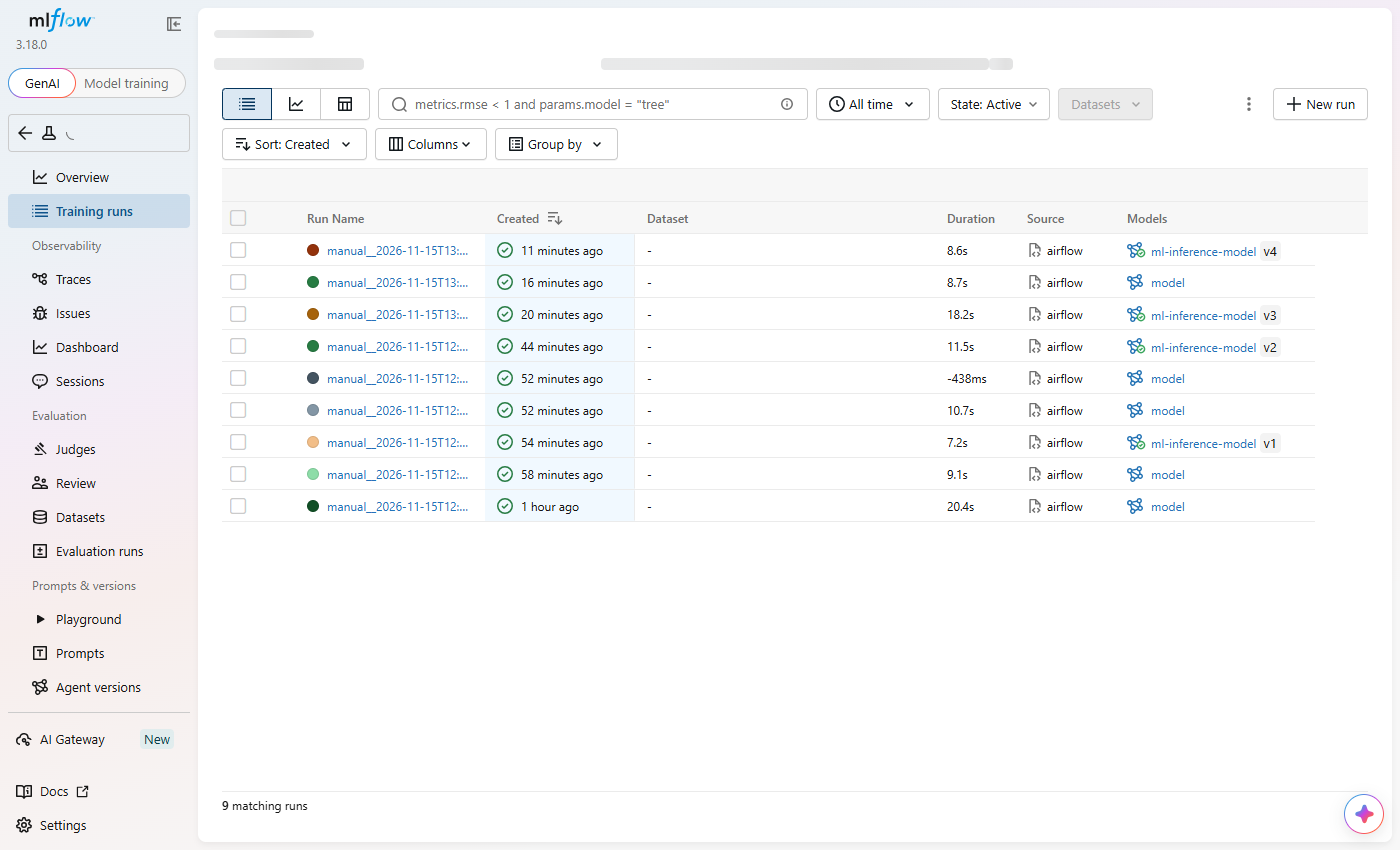 mlflow
3.18.0
GenAI Model training
Overview
Training runs
Observability
Traces
Issues
Dashboard
Sessions
Evaluation
Judges
Review
Datasets
Evaluation runs
Prompts & versions
Playground
Prompts
Agent versions
AI Gateway New
Docs
Settings
metrics.rmse < 1 and params.model = "tree" All time State: Active Datasets New run
Sort: Created Columns Group by
Run Name Created Dataset Duration Source Models
manual__2026-11-15T13:... 11 minutes ago - 8.6s airflow ml-inference-model v4
manual__2026-11-15T13:... 16 minutes ago - 8.7s airflow model
manual__2026-11-15T13:... 20 minutes ago - 18.2s airflow ml-inference-model v3
manual__2026-11-15T12:... 44 minutes ago - 11.5s airflow ml-inference-model v2
manual__2026-11-15T12:... 52 minutes ago - -438ms airflow model
manual__2026-11-15T12:... 52 minutes ago - 10.7s airflow model
manual__2026-11-15T12:... 54 minutes ago - 7.2s airflow ml-inference-model v1
manual__2026-11-15T12:... 58 minutes ago - 9.1s airflow model
manual__2026-11-15T12:... 1 hour ago - 20.4s airflow model
9 matching runs